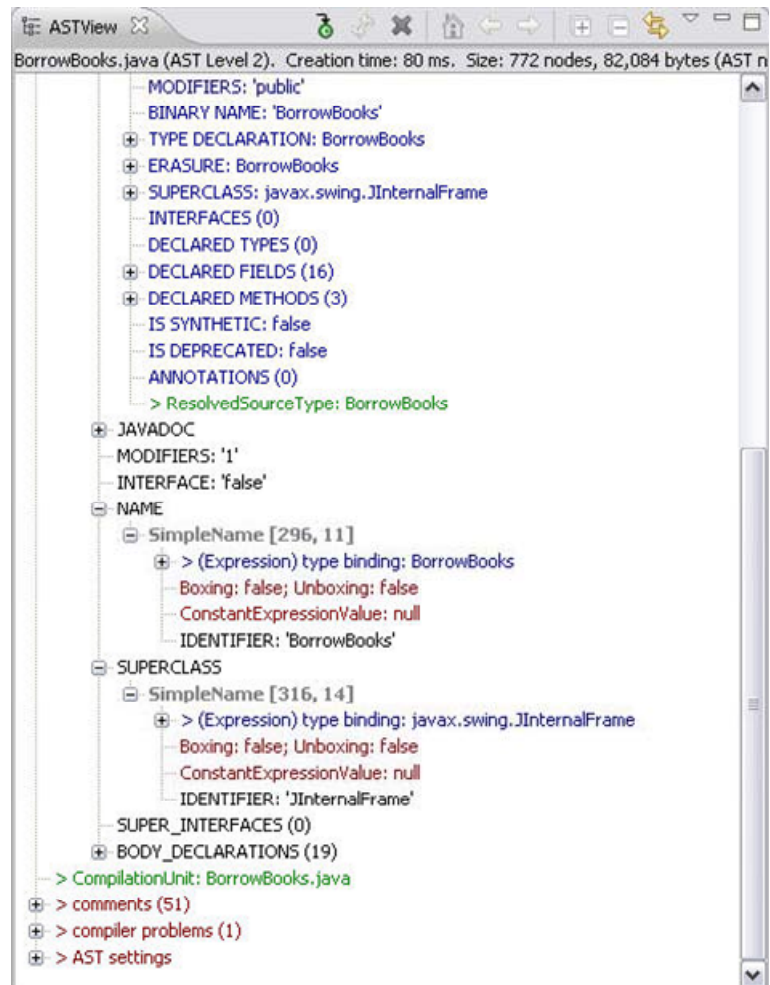 ASTView
BorrowBooks.java (AST Level 2). Creation time: 80 ms. Size: 772 nodes, 82,084 bytes (AST n
MODIFIERS: 'public'
BINARY NAME: 'BorrowBooks'
TYPE DECLARATION: BorrowBooks
ERASURE: BorrowBooks
SUPERCLASS: javax.swing.JInternalFrame
INTERFACES (0)
DECLARED TYPES (0)
DECLARED FIELDS (16)
DECLARED METHODS (3)
IS SYNTHETIC: false
IS DEPRECATED: false
ANNOTATIONS (0)
> ResolvedSourceType: BorrowBooks
JAVADOC
MODIFIERS: '1'
INTERFACE: 'false'
NAME
SimpleName [296, 11]
> (Expression) type binding: BorrowBooks
Boxing: false; Unboxing: false
ConstantExpressionValue: null
IDENTIFIER: 'BorrowBooks'
SUPERCLASS
SimpleName [316, 14]
> (Expression) type binding: javax.swing.JInternalFrame
Boxing: false; Unboxing: false
ConstantExpressionValue: null
IDENTIFIER: 'JInternalFrame'
SUPER_INTERFACES (0)
BODY_DECLARATIONS (19)
> CompilationUnit: BorrowBooks.java
> comments (51)
> compiler problems (1)
> AST settings